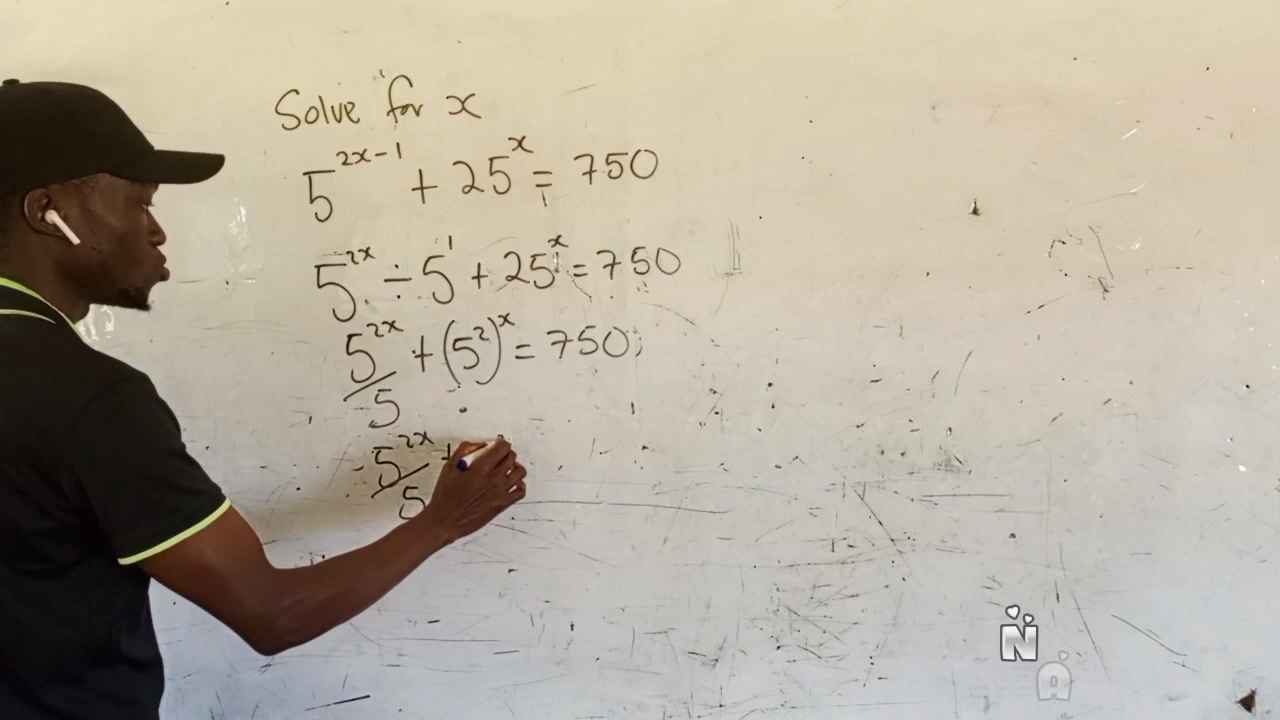 Solve for x
5^{2x-1} + 25^x = 750
5^{2x} ÷ 5^1 + 25^x = 750
5^{2x}/5 + (5^2)^x = 750
5^{2x}/5 +
N
A